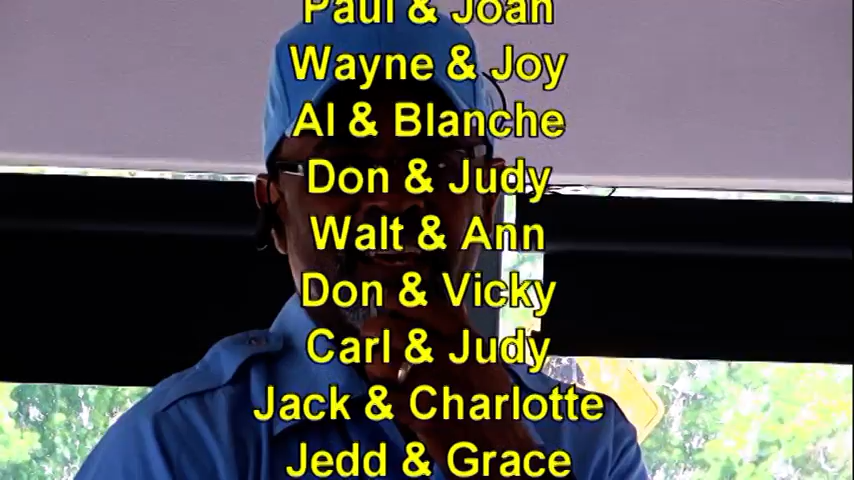 Paul & Joan
Wayne & Joy
Al & Blanche
Don & Judy
Walt & Ann
Don & Vicky
Carl & Judy
Jack & Charlotte
Jedd & Grace